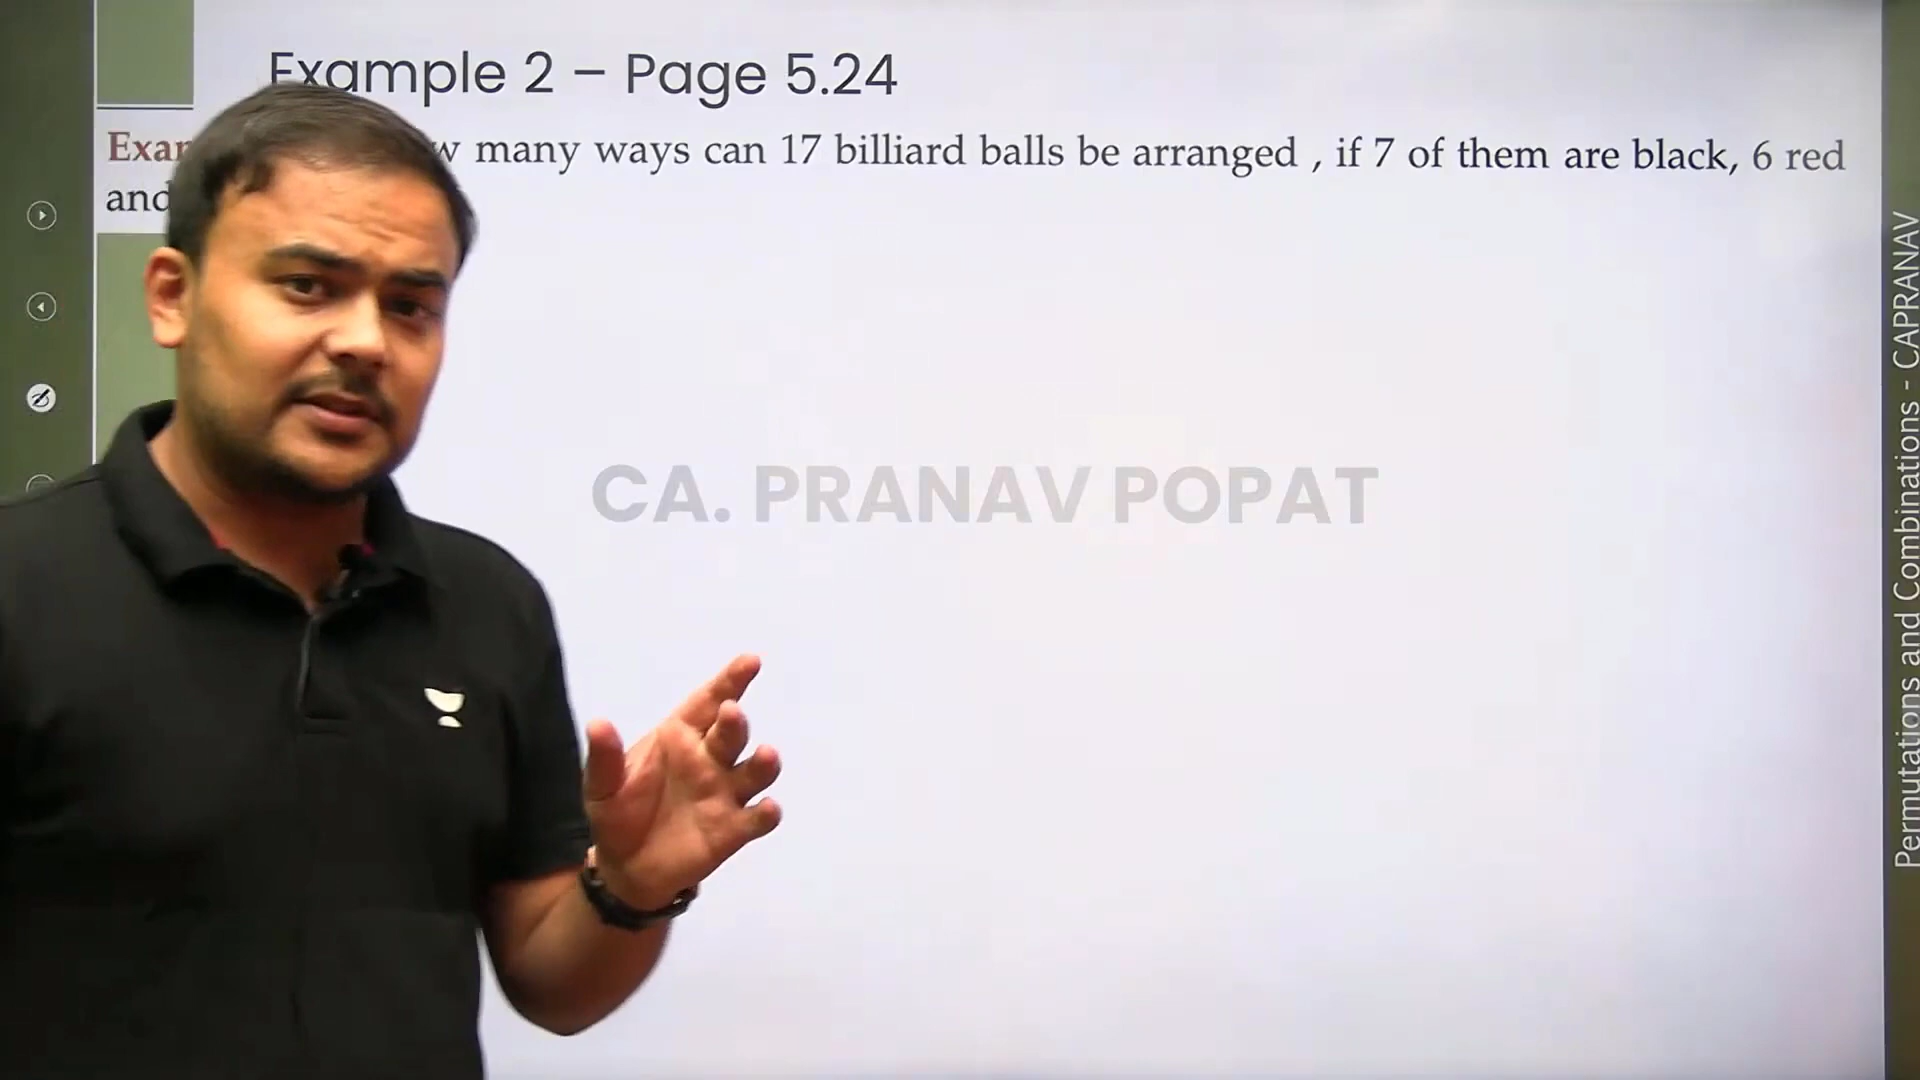 Example 2 – Page 5.24
many ways can 17 billiard balls be arranged , if 7 of them are black, 6 red
and
CA. PRANAV POPAT
Permutations and Combinations - CAPRANAV